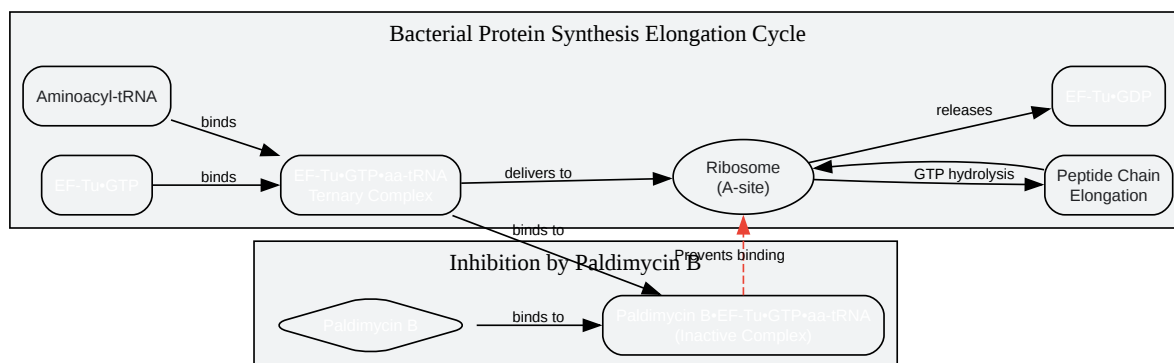 Bacterial Protein Synthesis Elongation Cycle
Aminoacyl-tRNA
binds
EF-Tu•GTP
binds
EF-Tu•GTP•aa-tRNA
Ternary Complex
delivers to
Ribosome
(A-site)
releases
EF-Tu•GDP
GTP hydrolysis
Peptide Chain
Elongation
binds to
Prevents binding
Inhibition by Paldimycin B
Paldimycin B
binds to
Paldimycin B•EF-Tu•GTP•aa-tRNA
(Inactive Complex)